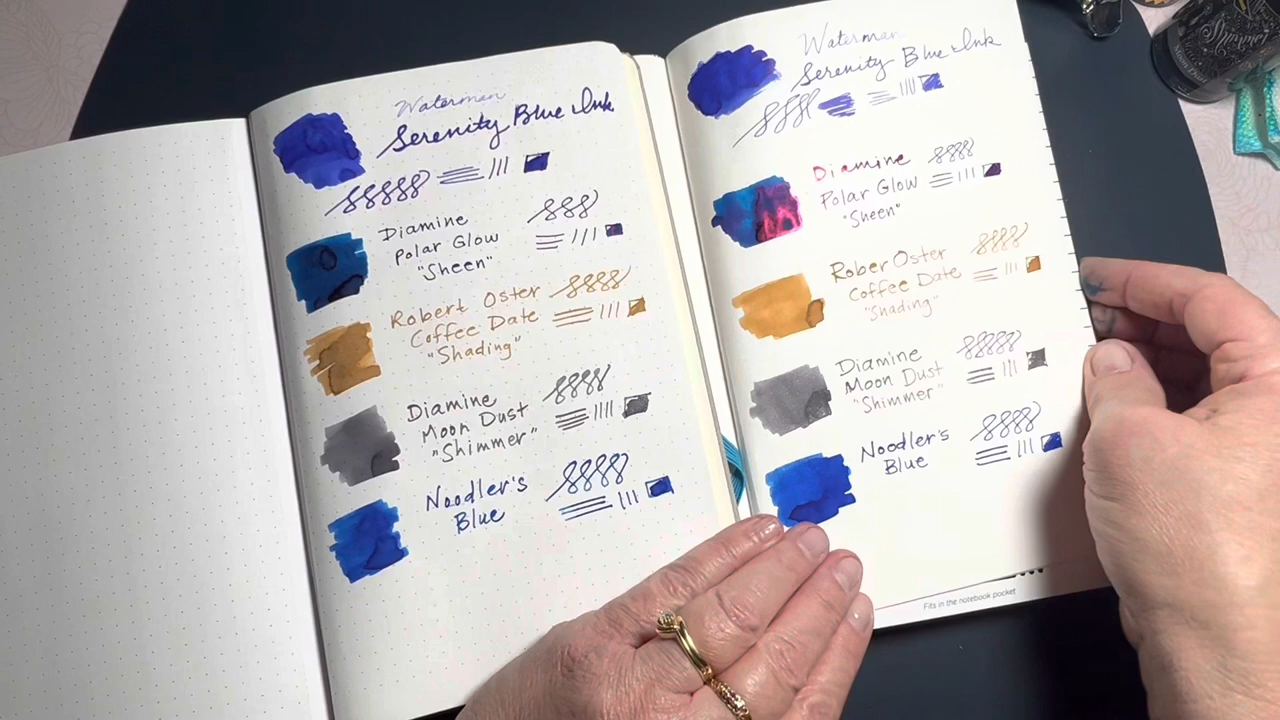 Waterman
Serenity Blue Ink
Diamine
Polar Glow
"Sheen"
Robert Oster
Coffee Date
"Shading"
Diamine
Moon Dust
"Shimmer"
Noodler's
Blue
Waterman
Serenity Blue Ink
Diamine
Polar Glow
"Sheen"
Rober Oster
Coffee Date
"Shading"
Diamine
Moon Dust
"Shimmer"
Noodler's
Blue
Fits in the notebook pocket